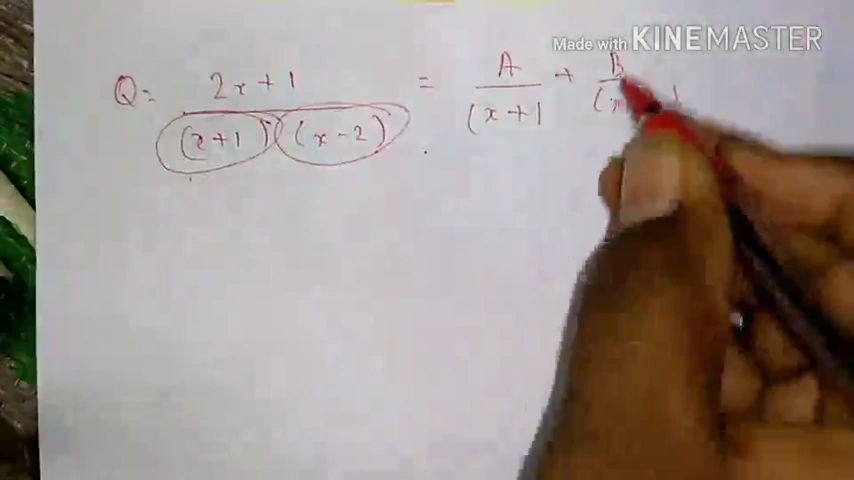 Made with KINEMASTER
Q= 2x+1 = A + B
(x+1) (x-2) (x+1 (x